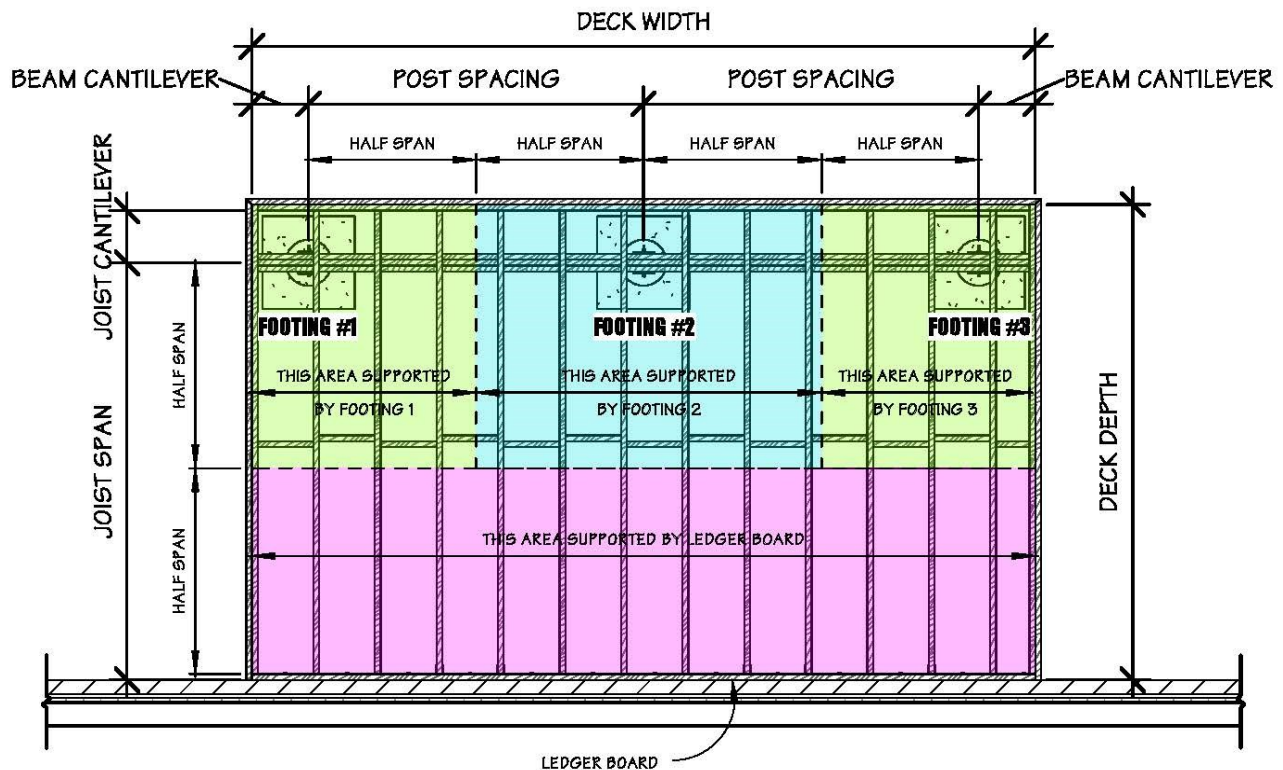 DECK WIDTH
BEAM CANTILEVER
POST SPACING
POST SPACING
BEAM CANTILEVER
HALF SPAN
HALF SPAN
HALF SPAN
HALF SPAN
JOIST CANTILEVER
JOIST SPAN
HALF SPAN
HALF SPAN
FOOTING #1
FOOTING #2
FOOTING #3
THIS AREA SUPPORTED
BY FOOTING 1
THIS AREA SUPPORTED
BY FOOTING 2
THIS AREA SUPPORTED
BY FOOTING 3
DECK DEPTH
THIS AREA SUPPORTED BY LEDGER BOARD
LEDGER BOARD